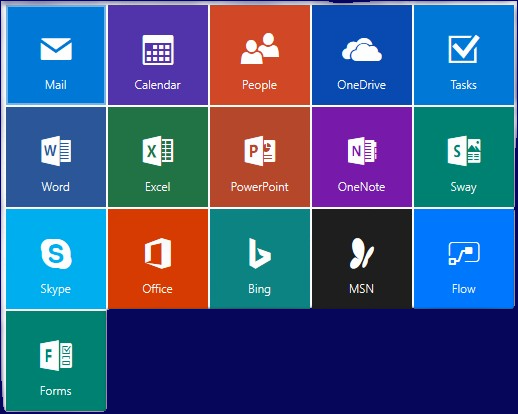 Mail
Calendar
People
OneDrive
Tasks
Word
Excel
PowerPoint
OneNote
Sway
Skype
Office
Bing
MSN
Flow
Forms